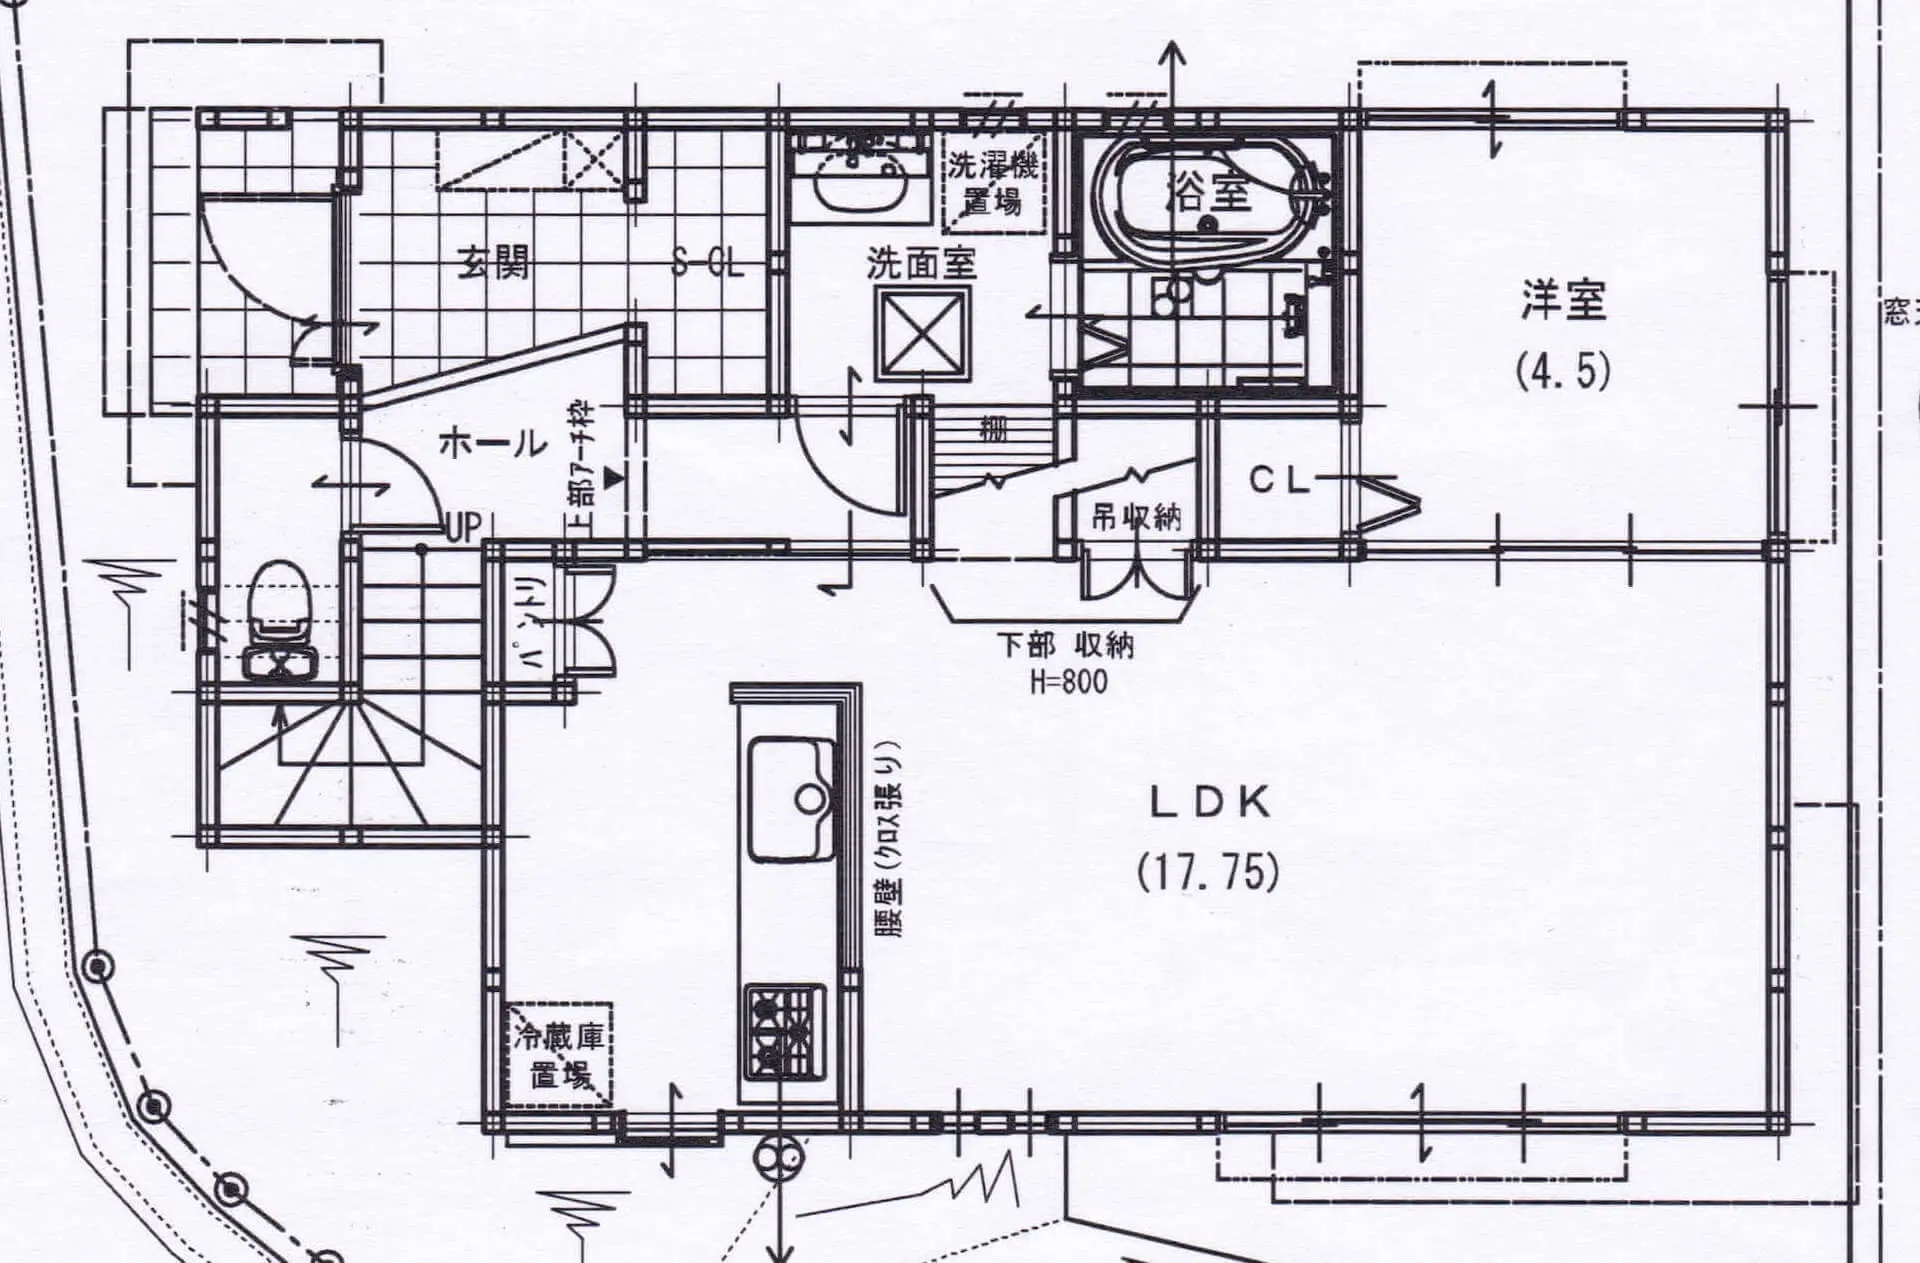 洗濯機
置場
浴室
玄関
S-CL
洗面室
洋室
(4.5)
窓
ホール
上部ｱｰﾁ枠
棚
CL
吊収納
UP
パントリ
下部 収納
H=800
LDK
(17.75)
腰壁(ｸﾛｽ張り)
冷蔵庫
置場